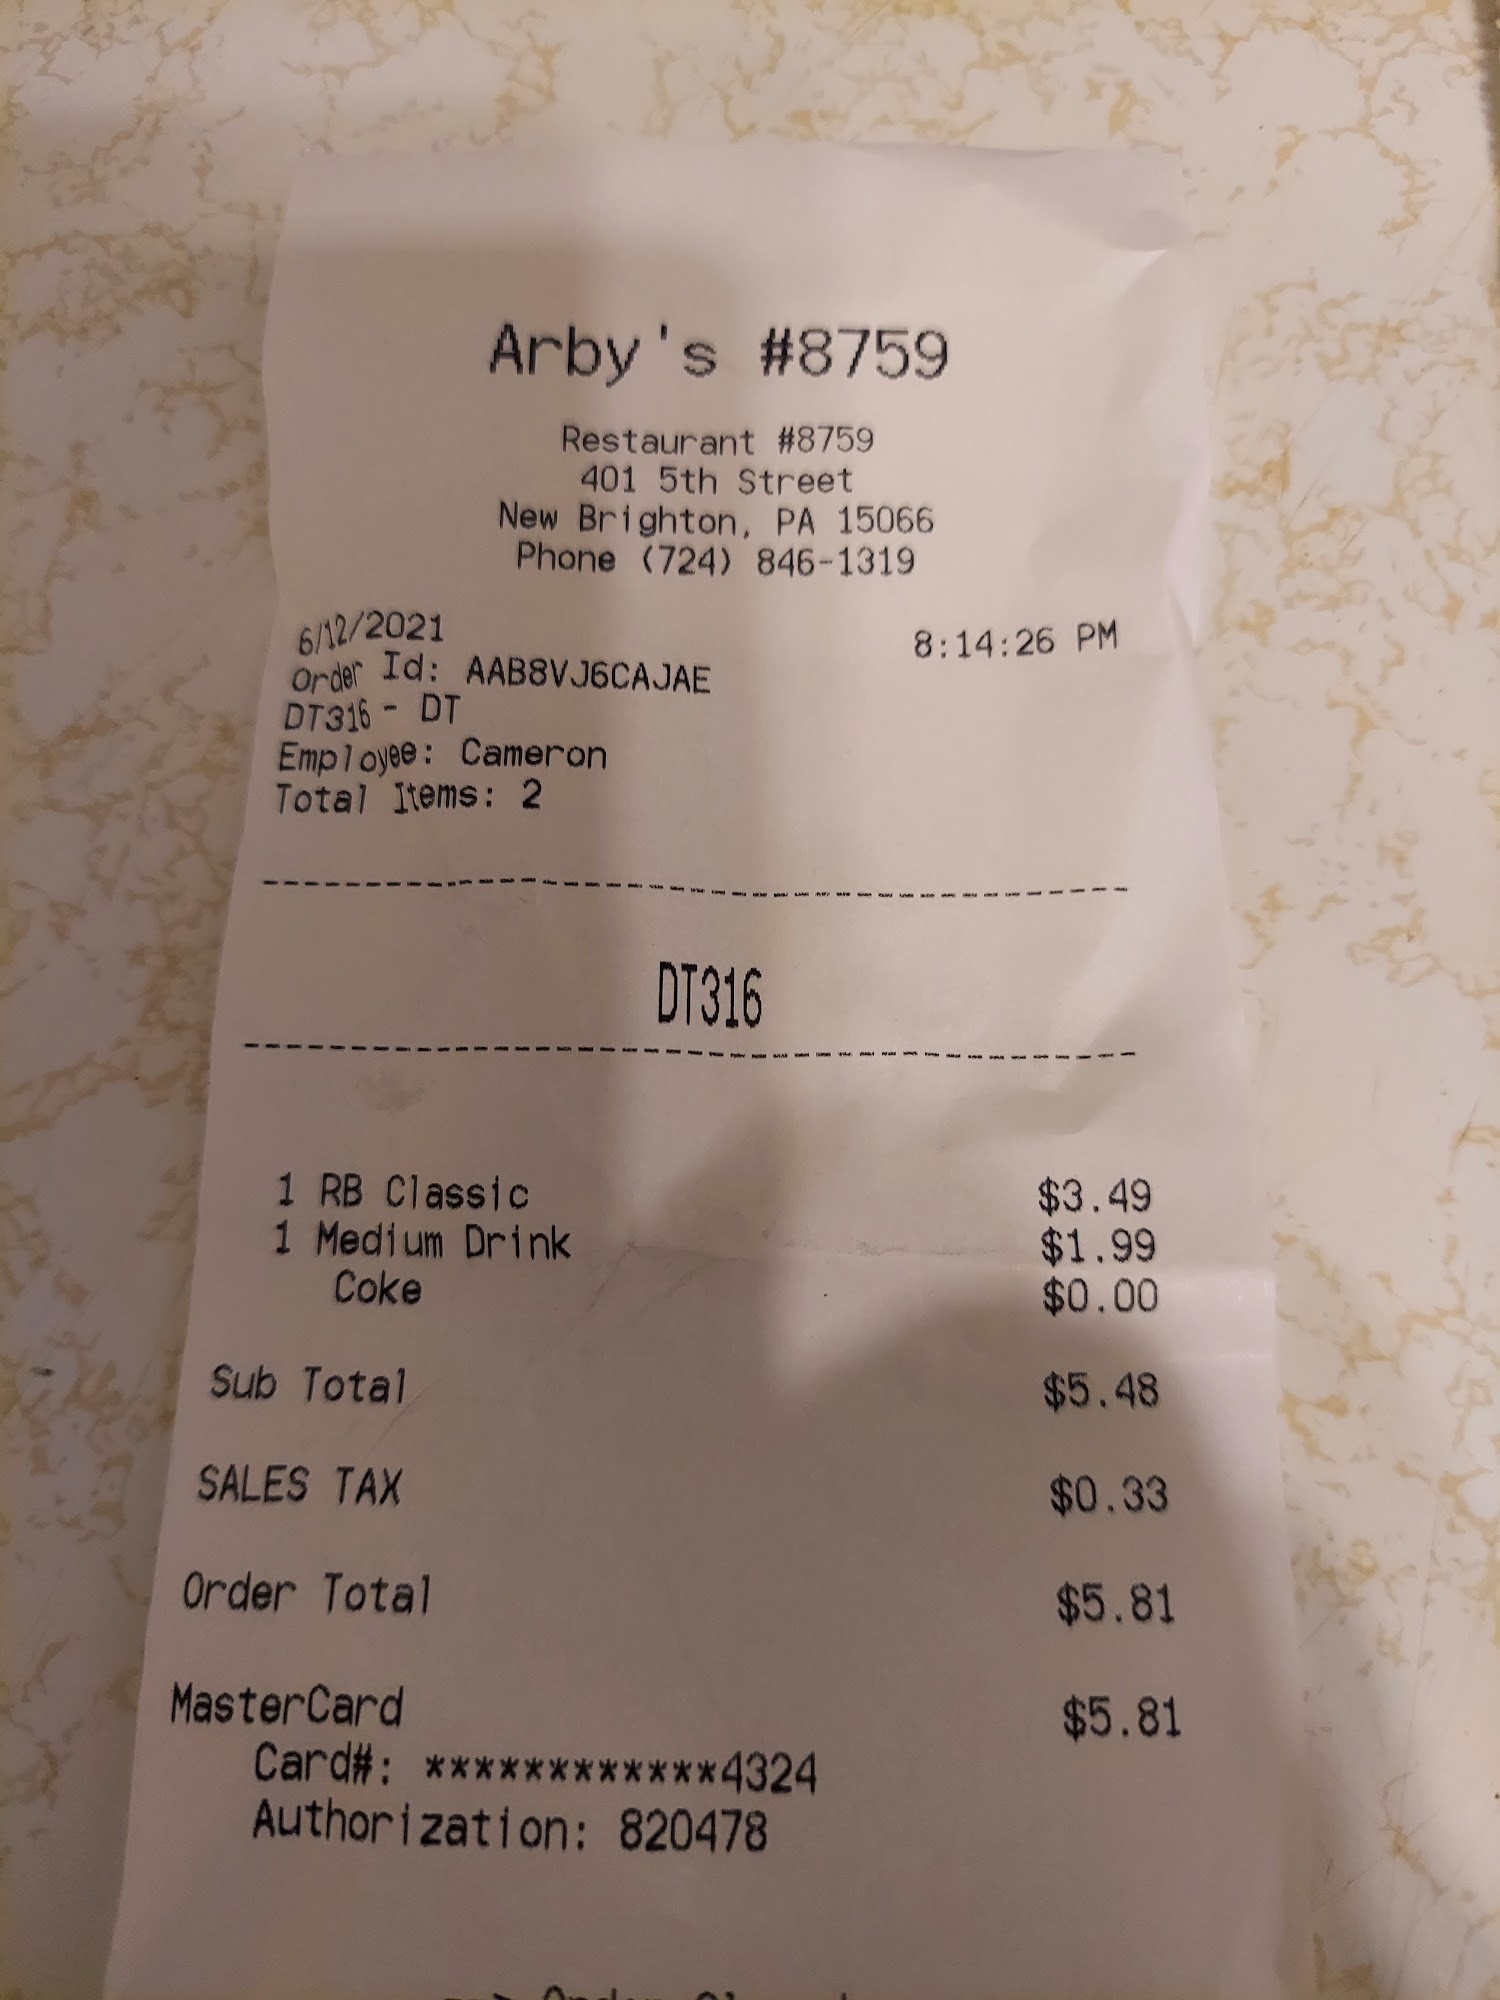 Arby's #8759
Restaurant #8759
401 5th Street
New Brighton, PA 15066
Phone (724) 846-1319
6/12/2021 8:14:26 PM
Order Id: AAB8VJ6CAJAE
DT316 - DT
Employee: Cameron
Total Items: 2
DT316
1 RB Classic $3.49
1 Medium Drink $1.99
Coke $0.00
Sub Total $5.48
SALES TAX $0.33
Order Total $5.81
MasterCard $5.81
Card#: ************4324
Authorization: 820478